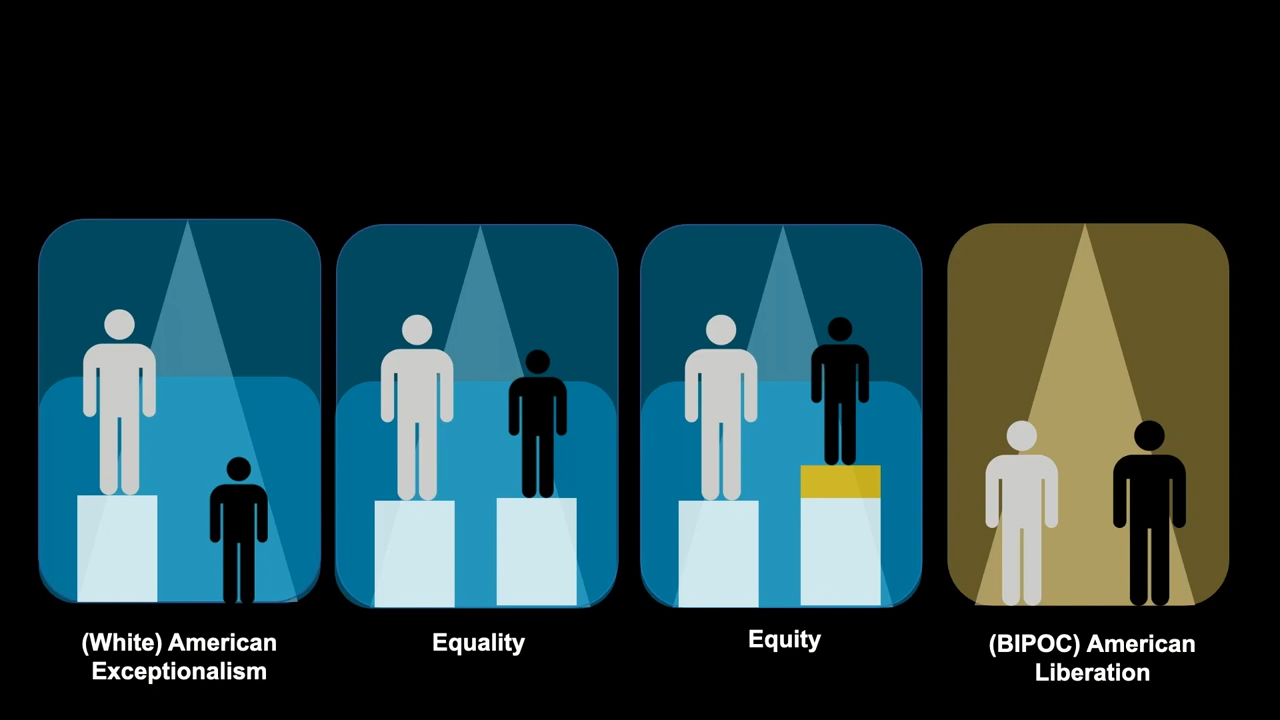 (White) American
Exceptionalism
Equality
Equity
(BIPOC) American
Liberation